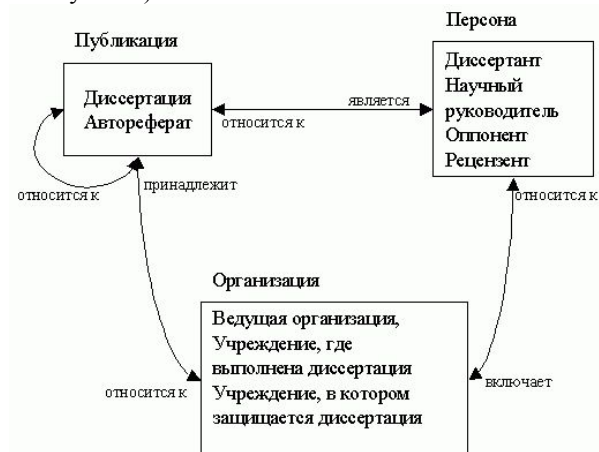 Публикация
Персона
Диссертация
Автореферат
Диссертант
Научный
руководитель
Оппонент
Рецензент
является
относится к
относится к
принадлежит
относится к
Организация
Ведущая организация,
Учреждение, где
выполнена диссертация
Учреждение, в котором
защищается диссертация
относится к
включает